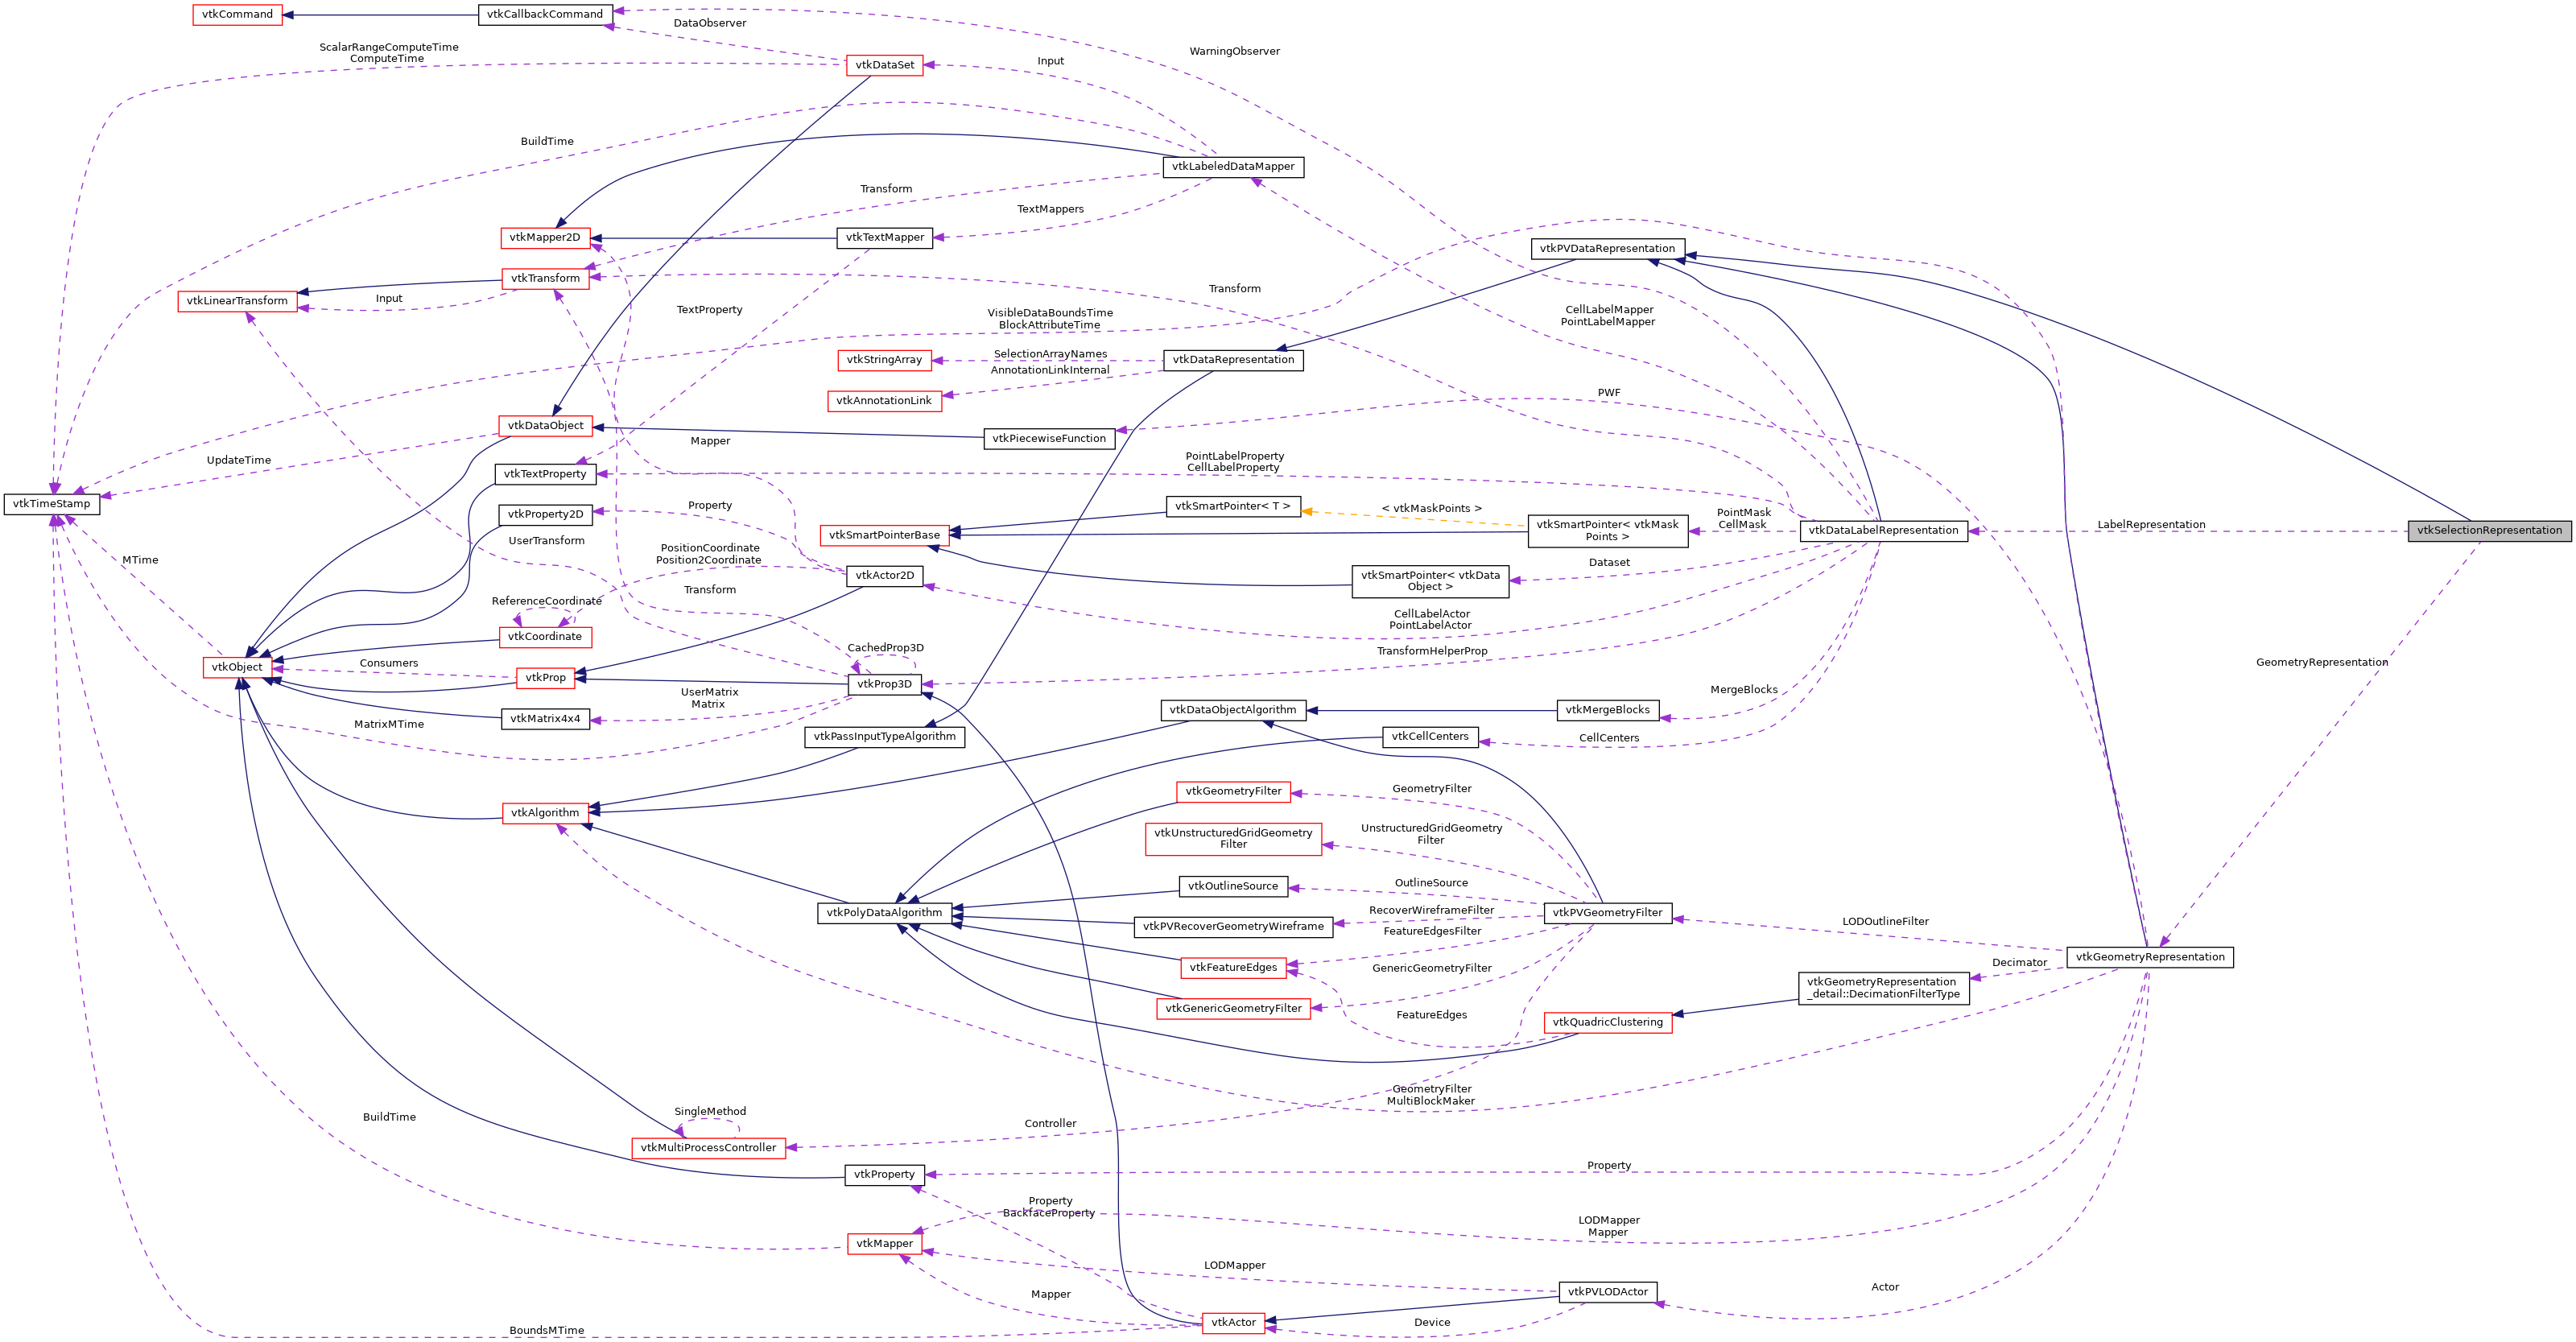 vtkCommand
vtkCallbackCommand
DataObserver
WarningObserver
ScalarRangeComputeTime
ComputeTime
vtkDataSet
Input
BuildTime
vtkLabeledDataMapper
Transform
TextMappers
vtkMapper2D
vtkTextMapper
vtkPVDataRepresentation
vtkTransform
vtkLinearTransform
Input
TextProperty
Transform
VisibleDataBoundsTime
BlockAttributeTime
CellLabelMapper
PointLabelMapper
vtkStringArray
SelectionArrayNames
vtkDataRepresentation
AnnotationLinkInternal
vtkAnnotationLink
PWF
vtkDataObject
vtkPiecewiseFunction
Mapper
UpdateTime
vtkTextProperty
PointLabelProperty
CellLabelProperty
vtkTimeStamp
vtkProperty2D
Property
vtkSmartPointer< T >
< vtkMaskPoints >
vtkSmartPointer< vtkMask
Points >
PointMask
CellMask
vtkDataLabelRepresentation
LabelRepresentation
vtkSelectionRepresentation
vtkSmartPointerBase
UserTransform
MTime
PositionCoordinate
Position2Coordinate
vtkActor2D
vtkSmartPointer< vtkData
Object >
Dataset
Transform
ReferenceCoordinate
vtkCoordinate
CellLabelActor
PointLabelActor
CachedProp3D
TransformHelperProp
vtkObject
Consumers
vtkProp
vtkProp3D
GeometryRepresentation
UserMatrix
Matrix
MergeBlocks
vtkMatrix4x4
MatrixMTime
vtkDataObjectAlgorithm
vtkMergeBlocks
vtkPassInputTypeAlgorithm
vtkCellCenters
CellCenters
vtkGeometryFilter
GeometryFilter
vtkAlgorithm
vtkUnstructuredGridGeometry
Filter
UnstructuredGridGeometry
Filter
vtkOutlineSource
OutlineSource
vtkPolyDataAlgorithm
vtkPVRecoverGeometryWireframe
RecoverWireframeFilter
vtkPVGeometryFilter
LODOutlineFilter
FeatureEdgesFilter
vtkFeatureEdges
GenericGeometryFilter
vtkGeometryRepresentation
Decimator
vtkGeometryRepresentation
_detail::DecimationFilterType
vtkGenericGeometryFilter
FeatureEdges
vtkQuadricClustering
GeometryFilter
MultiBlockMaker
BuildTime
SingleMethod
Controller
vtkMultiProcessController
Property
vtkProperty
Property
BackfaceProperty
LODMapper
Mapper
vtkMapper
LODMapper
Mapper
vtkPVLODActor
Actor
vtkActor
Device
BoundsMTime